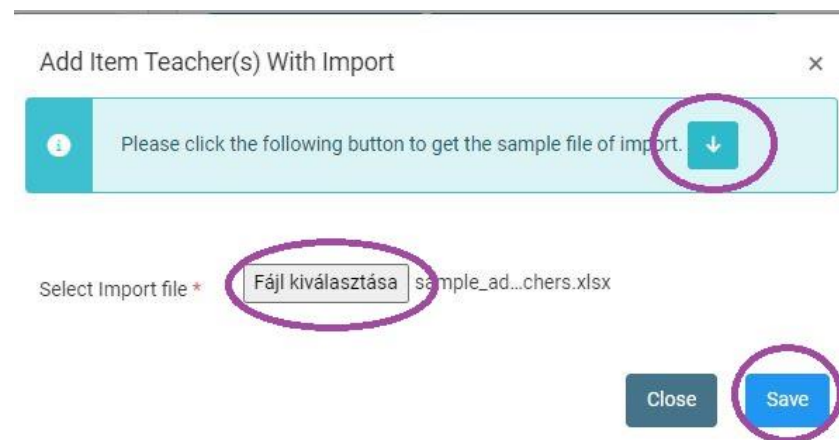 Add Item Teacher(s) With Import ×
Please click the following button to get the sample file of import.
Select Import file * Fájl kiválasztása sample_ad...chers.xlsx
Close Save